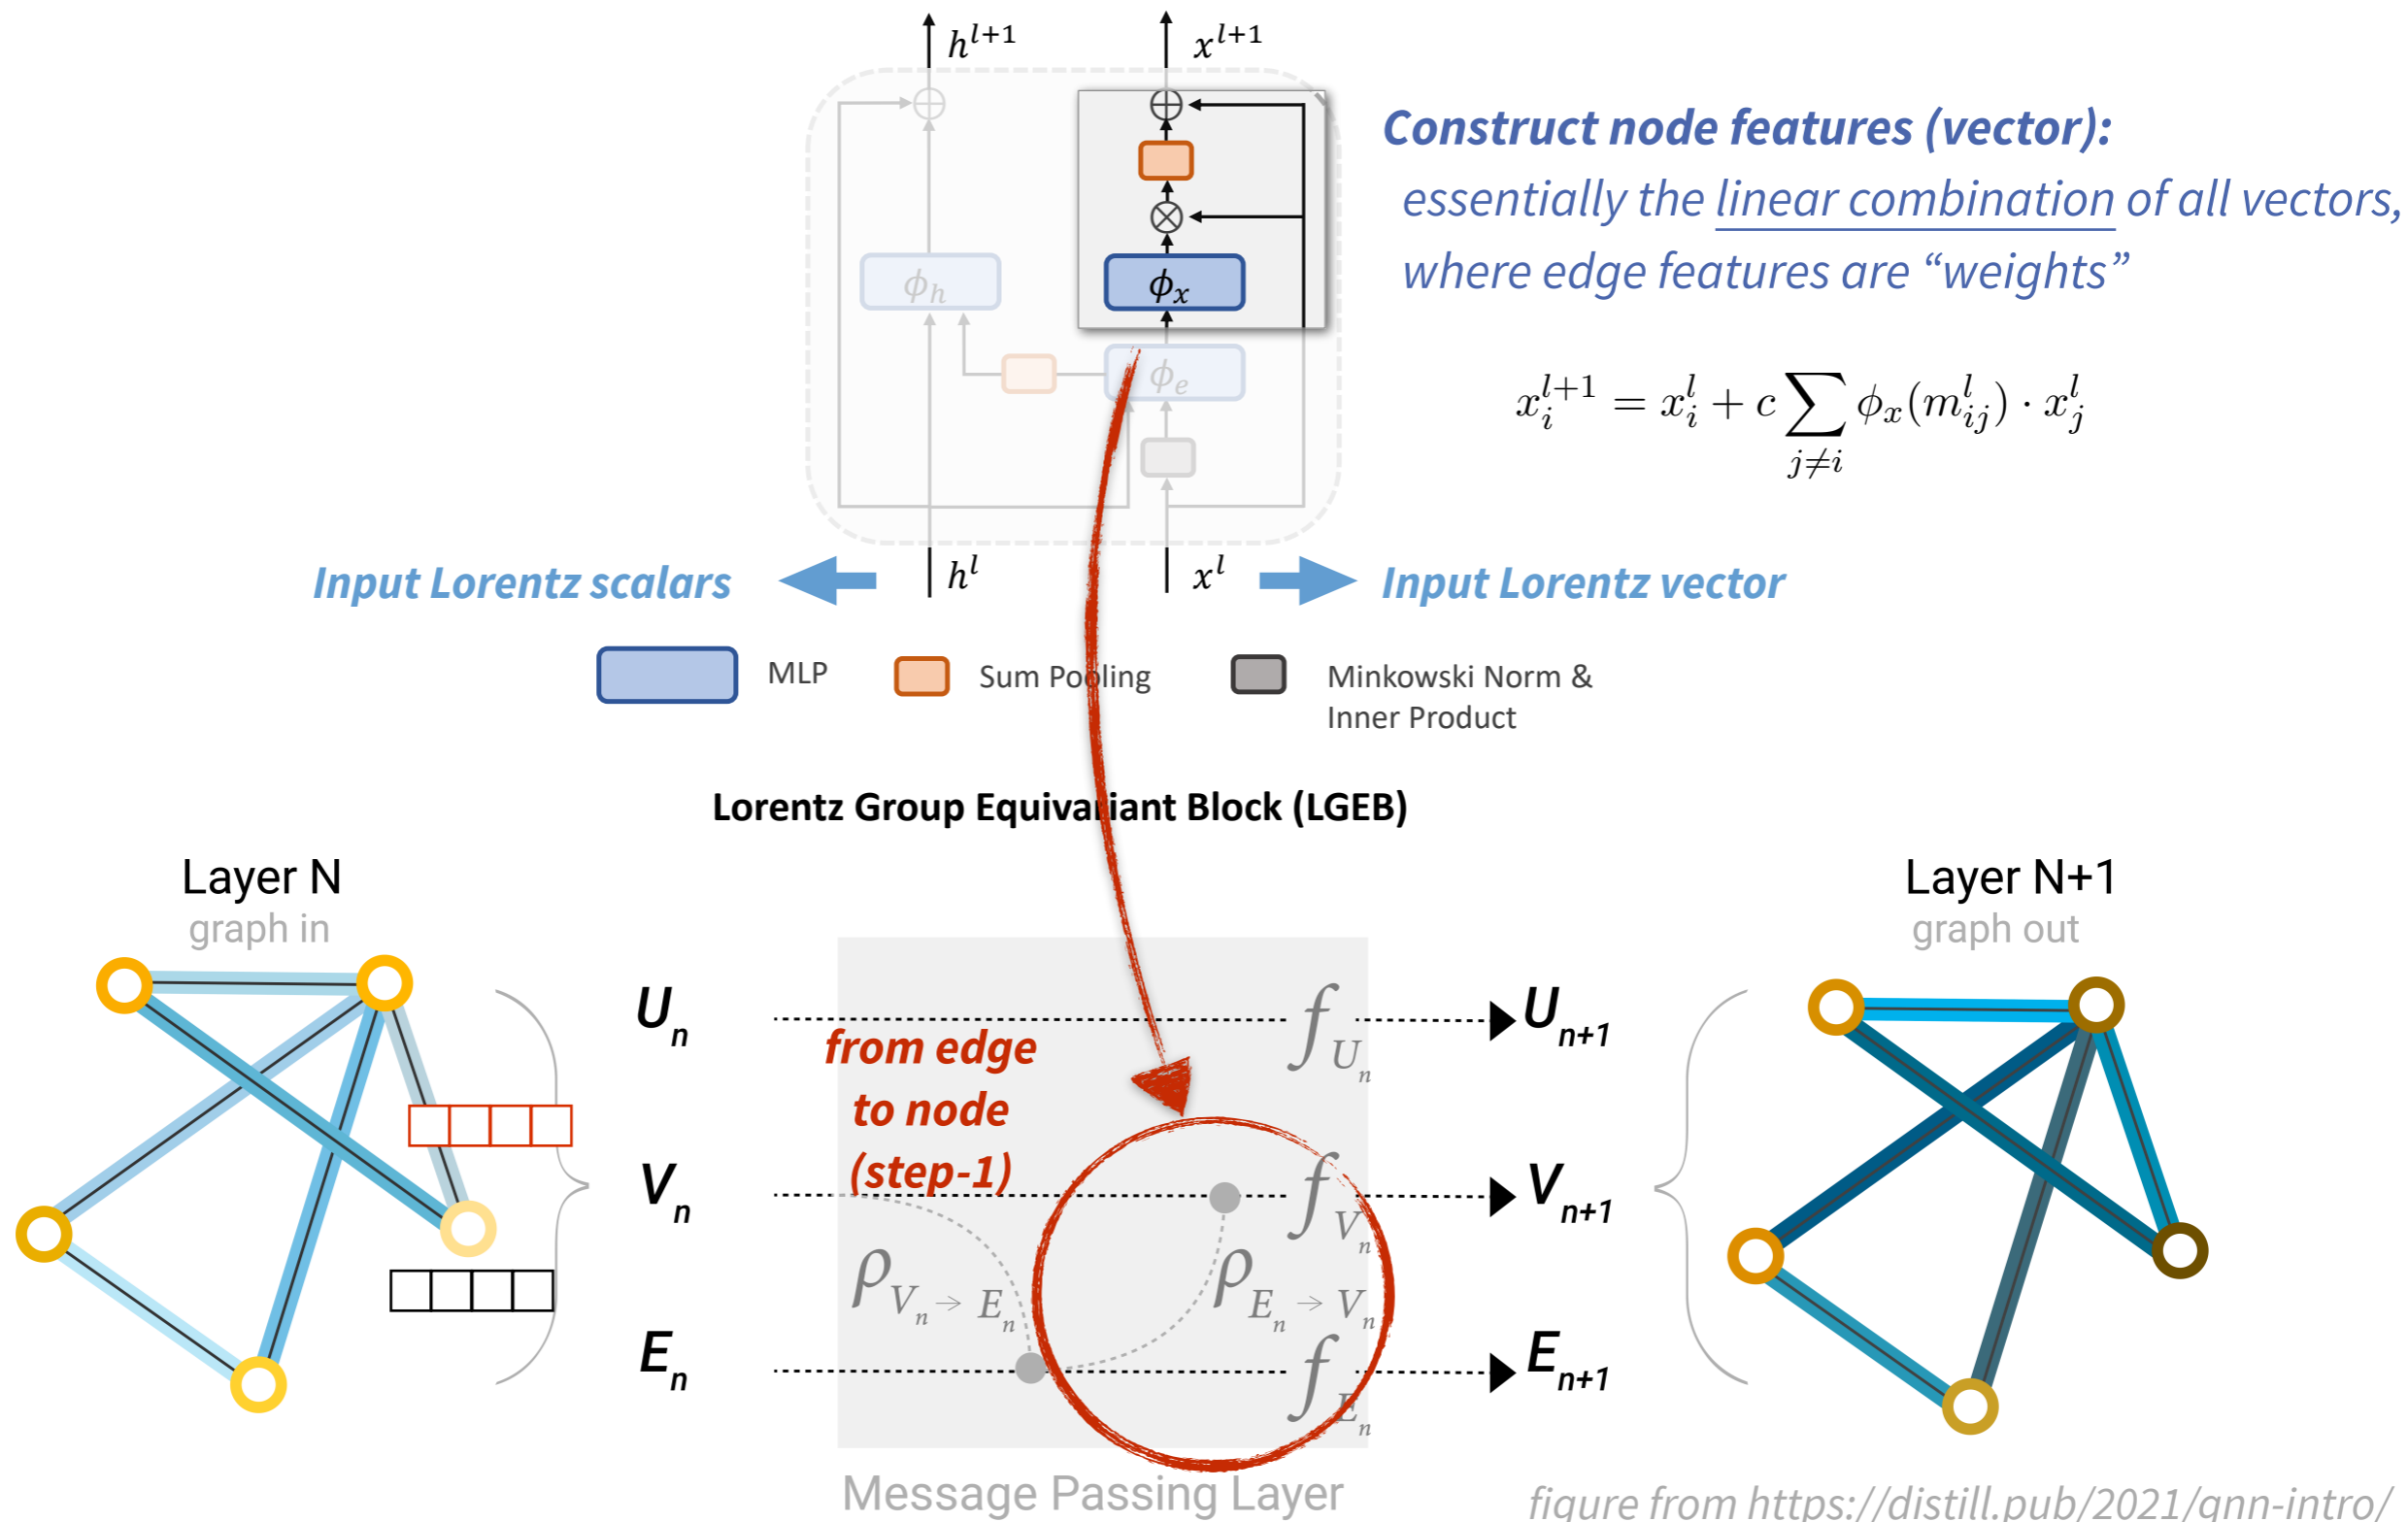 h^{l+1}
x^{l+1}
Construct node features (vector):
essentially the linear combination of all vectors,
where edge features are “weights”
ϕ_h
ϕ_x
ϕ_e
x_i^{l+1} = x_i^l + c \sum_{j≠i} ϕ_x(m_{ij}^l) · x_j^l
Input Lorentz scalars
h^l
x^l
Input Lorentz vector
MLP
Sum Pooling
Minkowski Norm &
Inner Product
Lorentz Group Equivariant Block (LGEB)
Layer N
graph in
Layer N+1
graph out
U_n
f_{U_n}
U_{n+1}
from edge
to node
(step-1)
V_n
f_{V_n}
V_{n+1}
ρ_{V_n → E_n}
ρ_{E_n → V_n}
E_n
f_{E_n}
E_{n+1}
Message Passing Layer
figure from https://distill.pub/2021/gnn-intro/